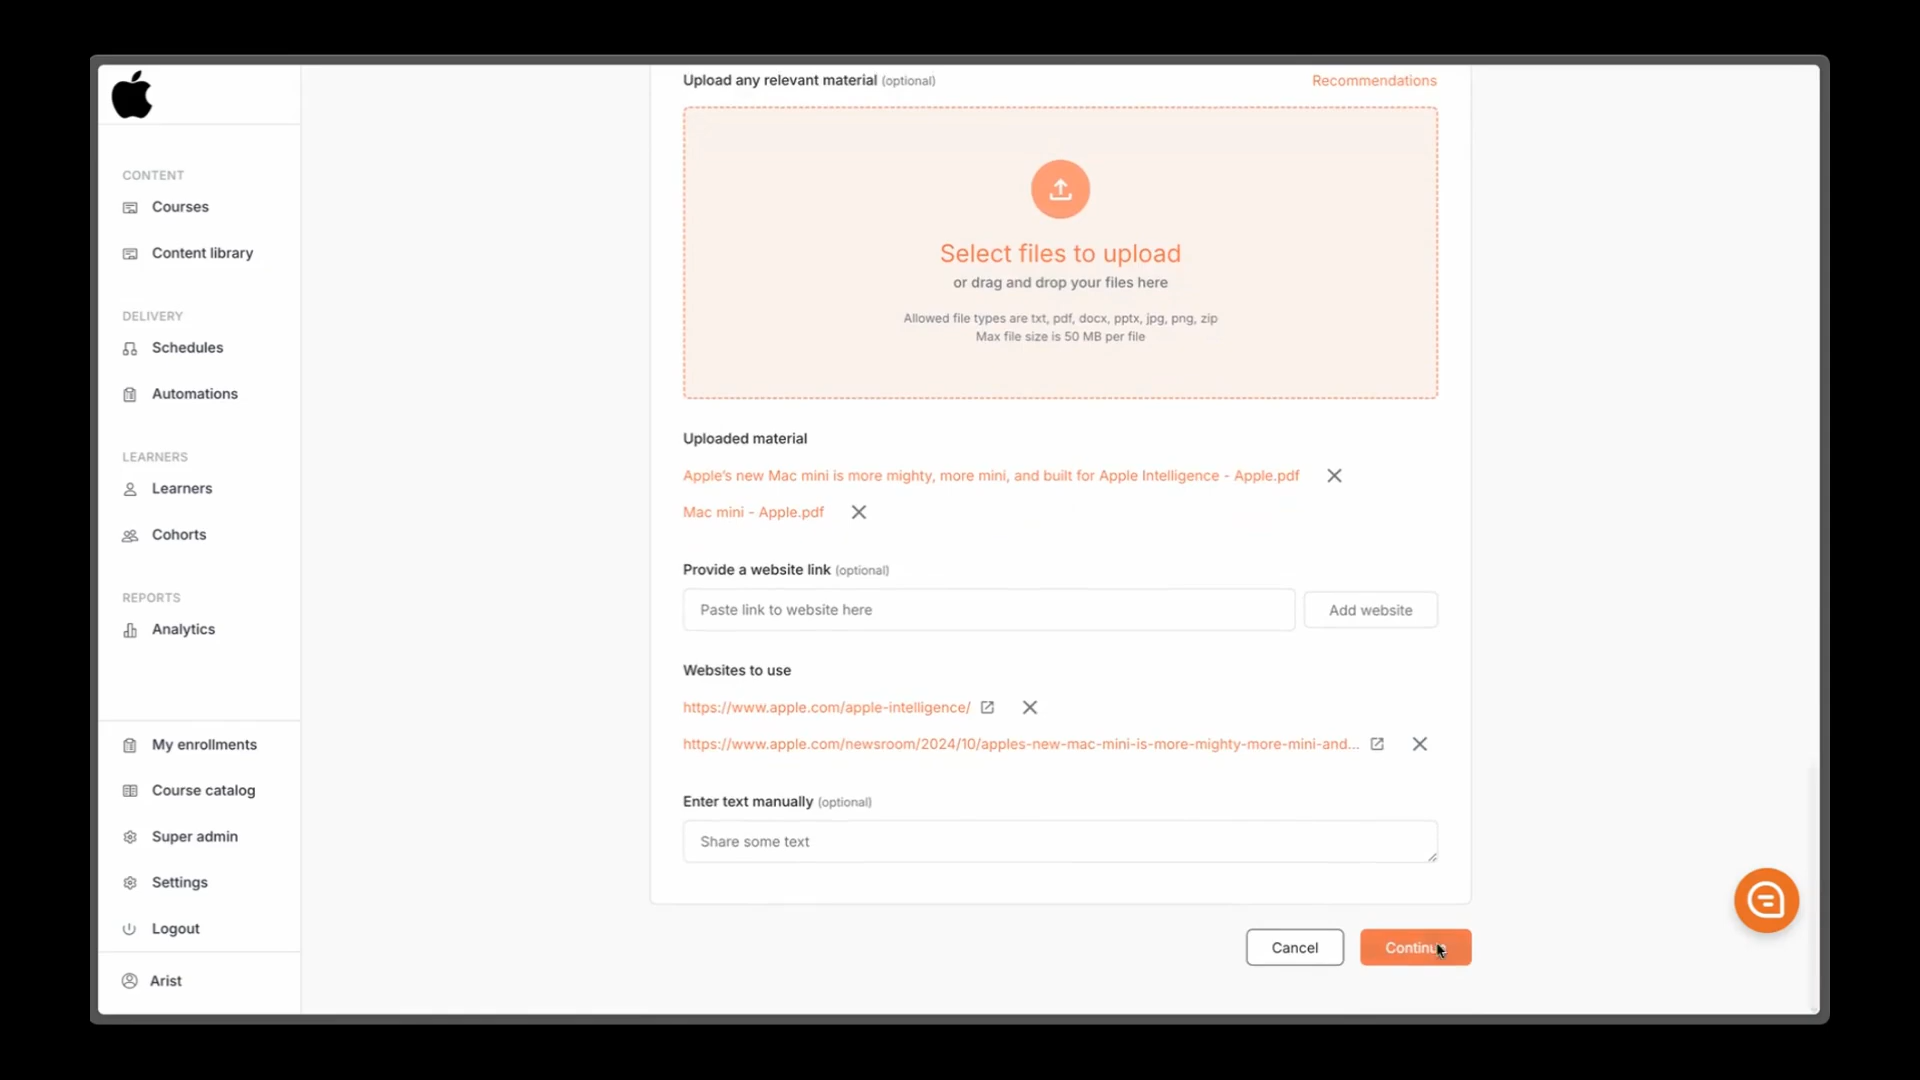 CONTENT
Courses
Content library
DELIVERY
Schedules
Automations
LEARNERS
Learners
Cohorts
REPORTS
Analytics
My enrollments
Course catalog
Super admin
Settings
Logout
Arist
Upload any relevant material (optional)
Recommendations
Select files to upload
or drag and drop your files here
Allowed file types are txt, pdf, docx, pptx, jpg, png, zip
Max file size is 50 MB per file
Uploaded material
Apple's new Mac mini is more mighty, more mini, and built for Apple Intelligence - Apple.pdf
Mac mini - Apple.pdf
Provide a website link (optional)
Paste link to website here
Add website
Websites to use
https://www.apple.com/apple-intelligence/
https://www.apple.com/newsroom/2024/10/apples-new-mac-mini-is-more-mighty-more-mini-and...
Enter text manually (optional)
Share some text
Cancel
Continue